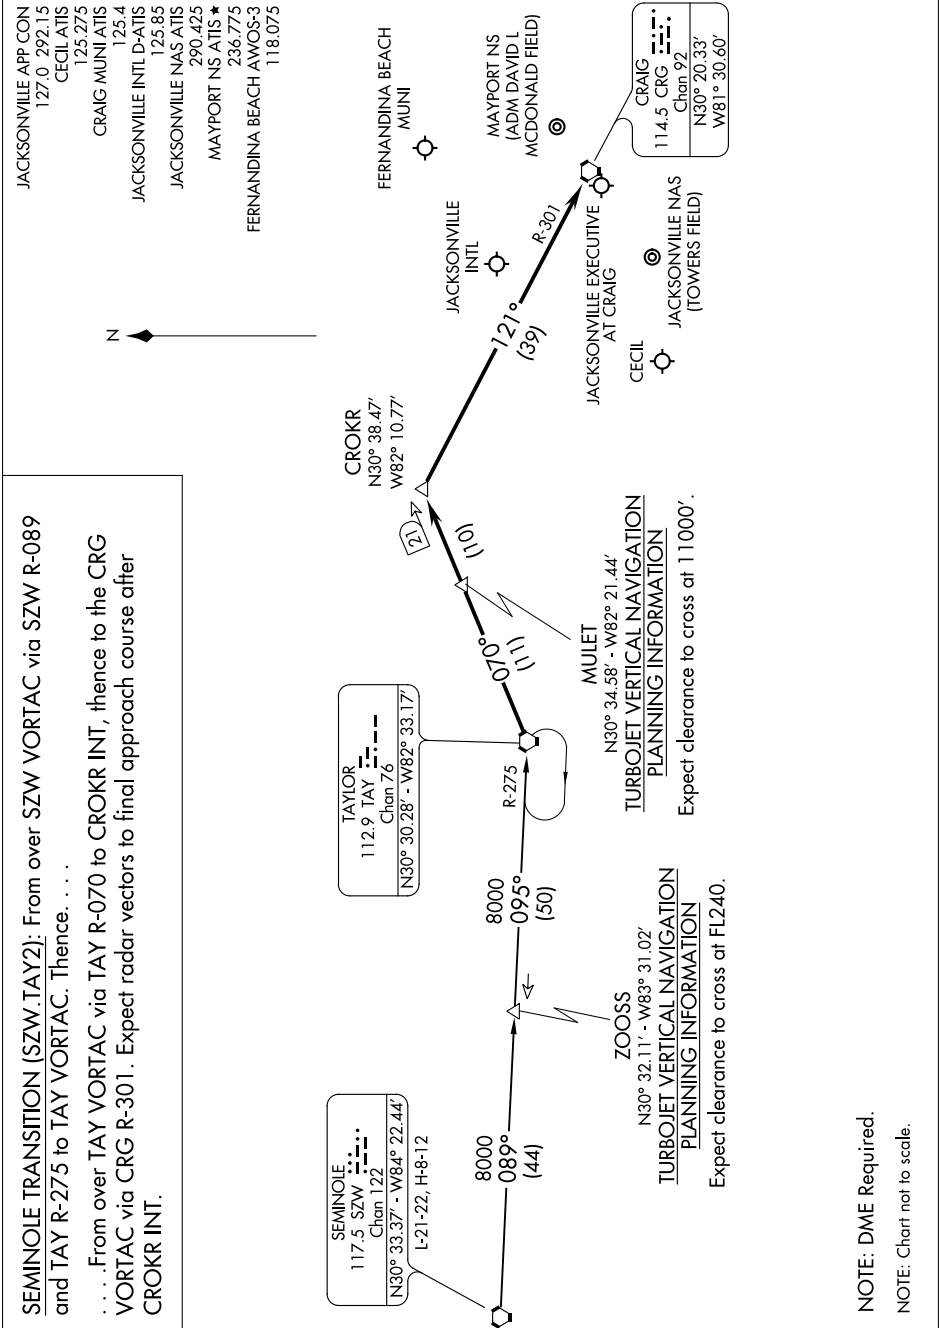 SEMINOLE TRANSITION (SZW.TAY2): From over SZW VORTAC via SZW R-089
and TAY R-275 to TAY VORTAC. Thence. . . .
. . . .From over TAY VORTAC via TAY R-070 to CROKR INT, thence to the CRG
VORTAC via CRG R-301. Expect radar vectors to final approach course after
CROKR INT.
JACKSONVILLE APP CON
127.0 292.15
CECIL ATIS
125.275
CRAIG MUNI ATIS
125.4
JACKSONVILLE INTL D-ATIS
125.85
JACKSONVILLE NAS ATIS
290.425
MAYPORT NS ATIS ★
236.775
FERNANDINA BEACH AWOS-3
118.075
N
SEMINOLE
117.5 SZW
Chan 122
N30° 33.37' - W84° 22.44'
L-21-22, H-8-12
8000
089°
(44)
ZOOSS
N30° 32.11' - W83° 31.02'
TURBOJET VERTICAL NAVIGATION
PLANNING INFORMATION
Expect clearance to cross at FL240.
8000
095°
(50)
R-275
TAYLOR
112.9 TAY
Chan 76
N30° 30.28' - W82° 33.17'
070°
(11)
MULET
N30° 34.58' - W82° 21.44'
TURBOJET VERTICAL NAVIGATION
PLANNING INFORMATION
Expect clearance to cross at 11000'.
(10)
21
CROKR
N30° 38.47'
W82° 10.77'
121°
(39)
R-301
JACKSONVILLE
INTL
FERNANDINA BEACH
MUNI
MAYPORT NS
(ADM DAVID L
MCDONALD FIELD)
CRAIG
114.5 CRG
Chan 92
N30° 20.33'
W81° 30.60'
JACKSONVILLE EXECUTIVE
AT CRAIG
CECIL
JACKSONVILLE NAS
(TOWERS FIELD)
NOTE: DME Required.
NOTE: Chart not to scale.